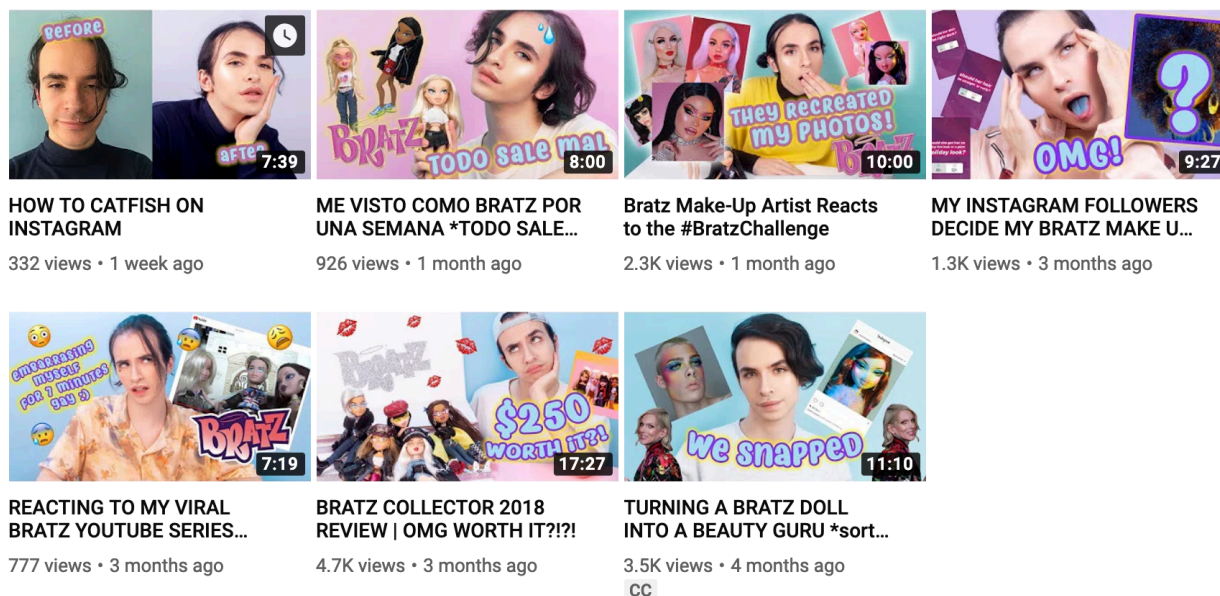 BEFORE
AFTER
7:39
BRATZ
TODO SALE MAL
8:00
THEY RECREATED
MY PHOTOS!
BRATZ
10:00
OMG!
?
9:27
HOW TO CATFISH ON
INSTAGRAM
332 views • 1 week ago
ME VISTO COMO BRATZ POR
UNA SEMANA *TODO SALE...
926 views • 1 month ago
Bratz Make-Up Artist Reacts
to the #BratzChallenge
2.3K views • 1 month ago
MY INSTAGRAM FOLLOWERS
DECIDE MY BRATZ MAKE U...
1.3K views • 3 months ago
EMBARRASING
MYSELF
FOR 7 MINUTES
GAY :)
BRATZ
7:19
BRATZ
$250
WORTH IT?!
17:27
WE SNAPPED
11:10
REACTING TO MY VIRAL
BRATZ YOUTUBE SERIES...
777 views • 3 months ago
BRATZ COLLECTOR 2018
REVIEW | OMG WORTH IT?!?!
4.7K views • 3 months ago
TURNING A BRATZ DOLL
INTO A BEAUTY GURU *sort...
3.5K views • 4 months ago
CC